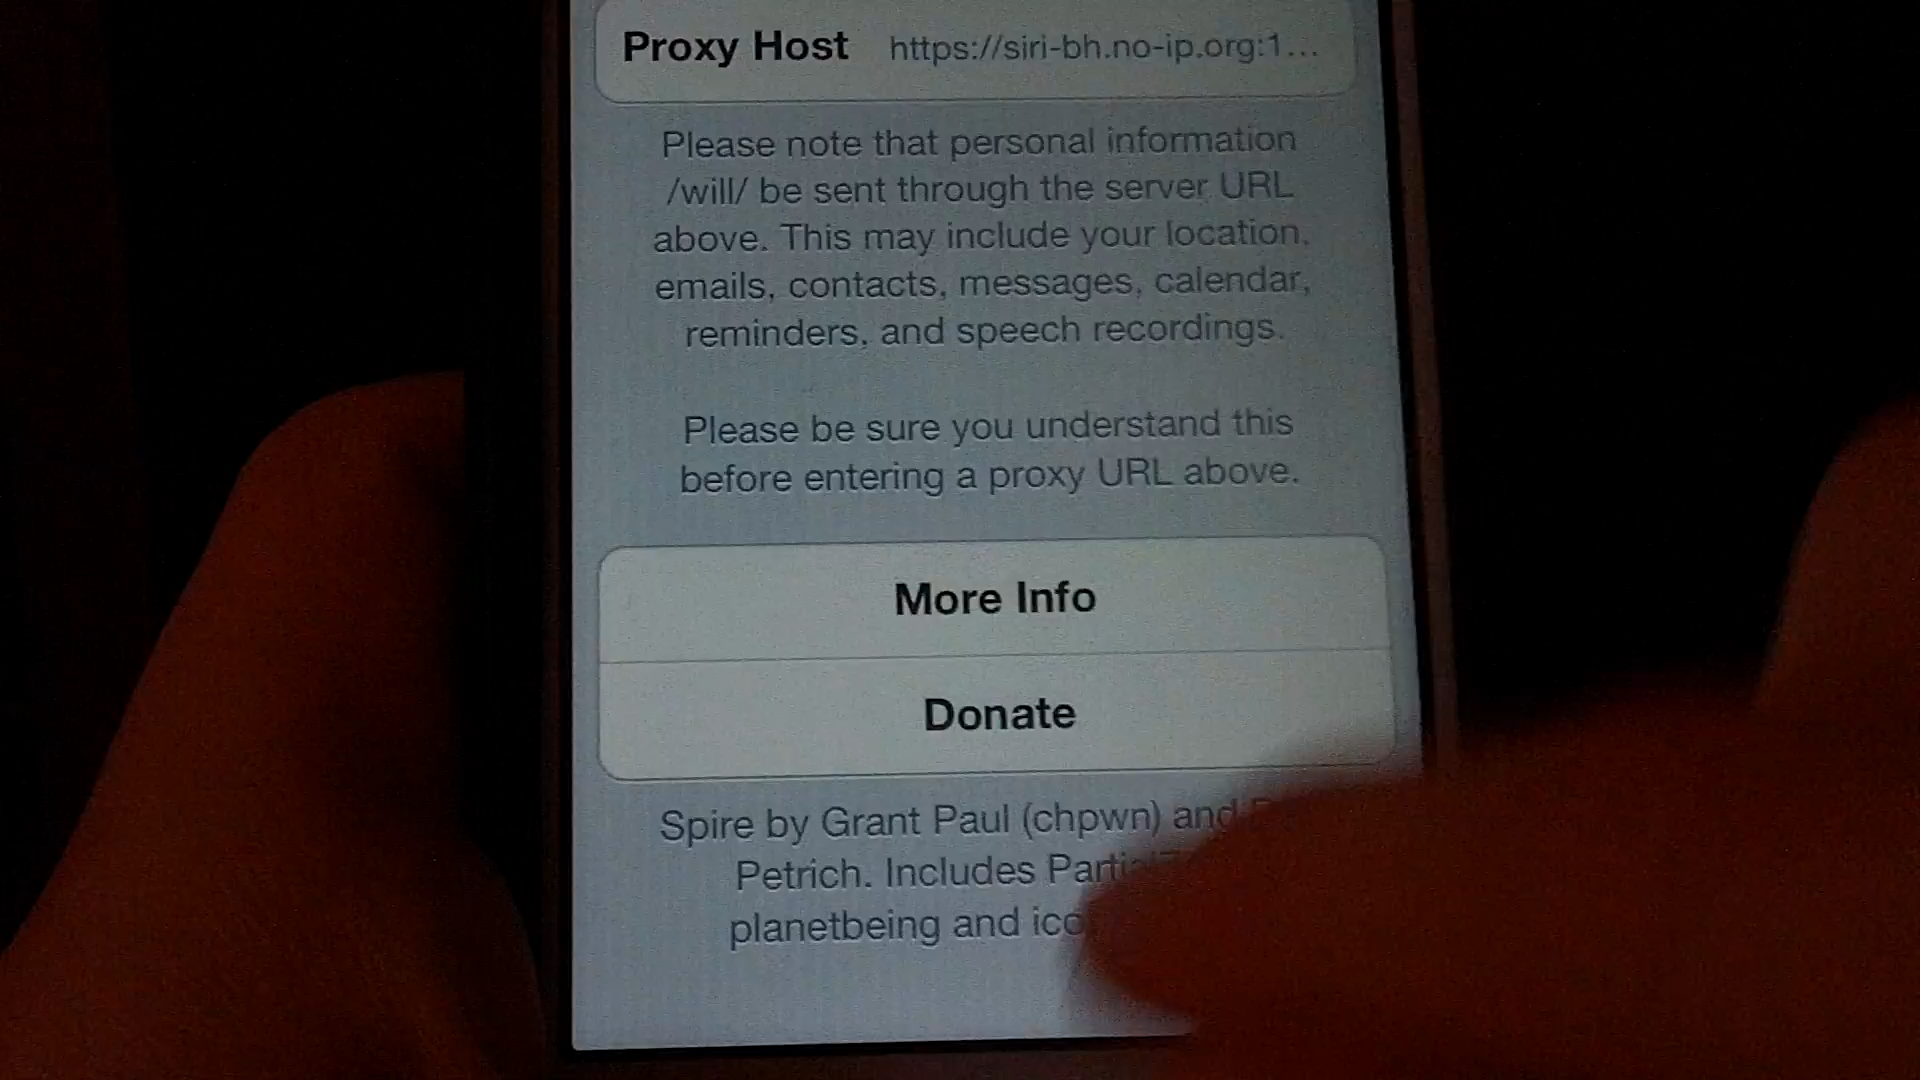 Proxy Host https://siri-bh.no-ip.org:1...
Please note that personal information
/will/ be sent through the server URL
above. This may include your location,
emails, contacts, messages, calendar,
reminders, and speech recordings.
Please be sure you understand this
before entering a proxy URL above.
More Info
Donate
Spire by Grant Paul (chpwn) and
Petrich. Includes
planetbeing and